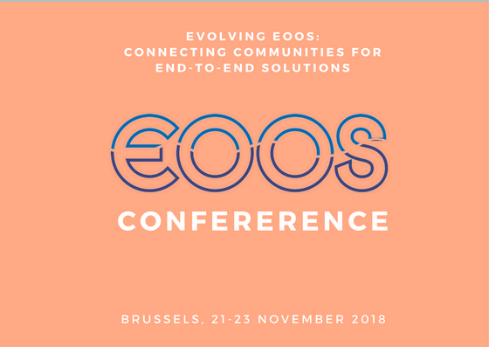 EVOLVING EOOS:
CONNECTING COMMUNITIES FOR
END-TO-END SOLUTIONS
EOOS
CONFERERENCE
BRUSSELS, 21-23 NOVEMBER 2018